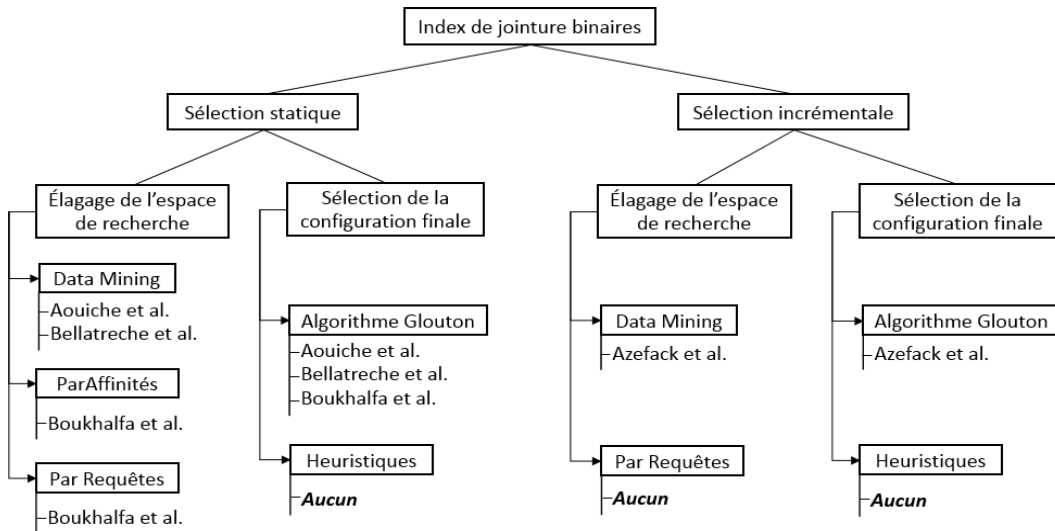 Index de jointure binaires
Sélection statique
Sélection incrémentale
Élagage de l'espace
de recherche
Sélection de la
configuration finale
Élagage de l'espace
de recherche
Sélection de la
configuration finale
Data Mining
Aouiche et al.
Bellatreche et al.
ParAffinités
Boukhalfa et al.
Par Requêtes
Boukhalfa et al.
Algorithme Glouton
Aouiche et al.
Bellatreche et al.
Boukhalfa et al.
Heuristiques
Aucun
Data Mining
Azefack et al.
Par Requêtes
Aucun
Algorithme Glouton
Azefack et al.
Heuristiques
Aucun